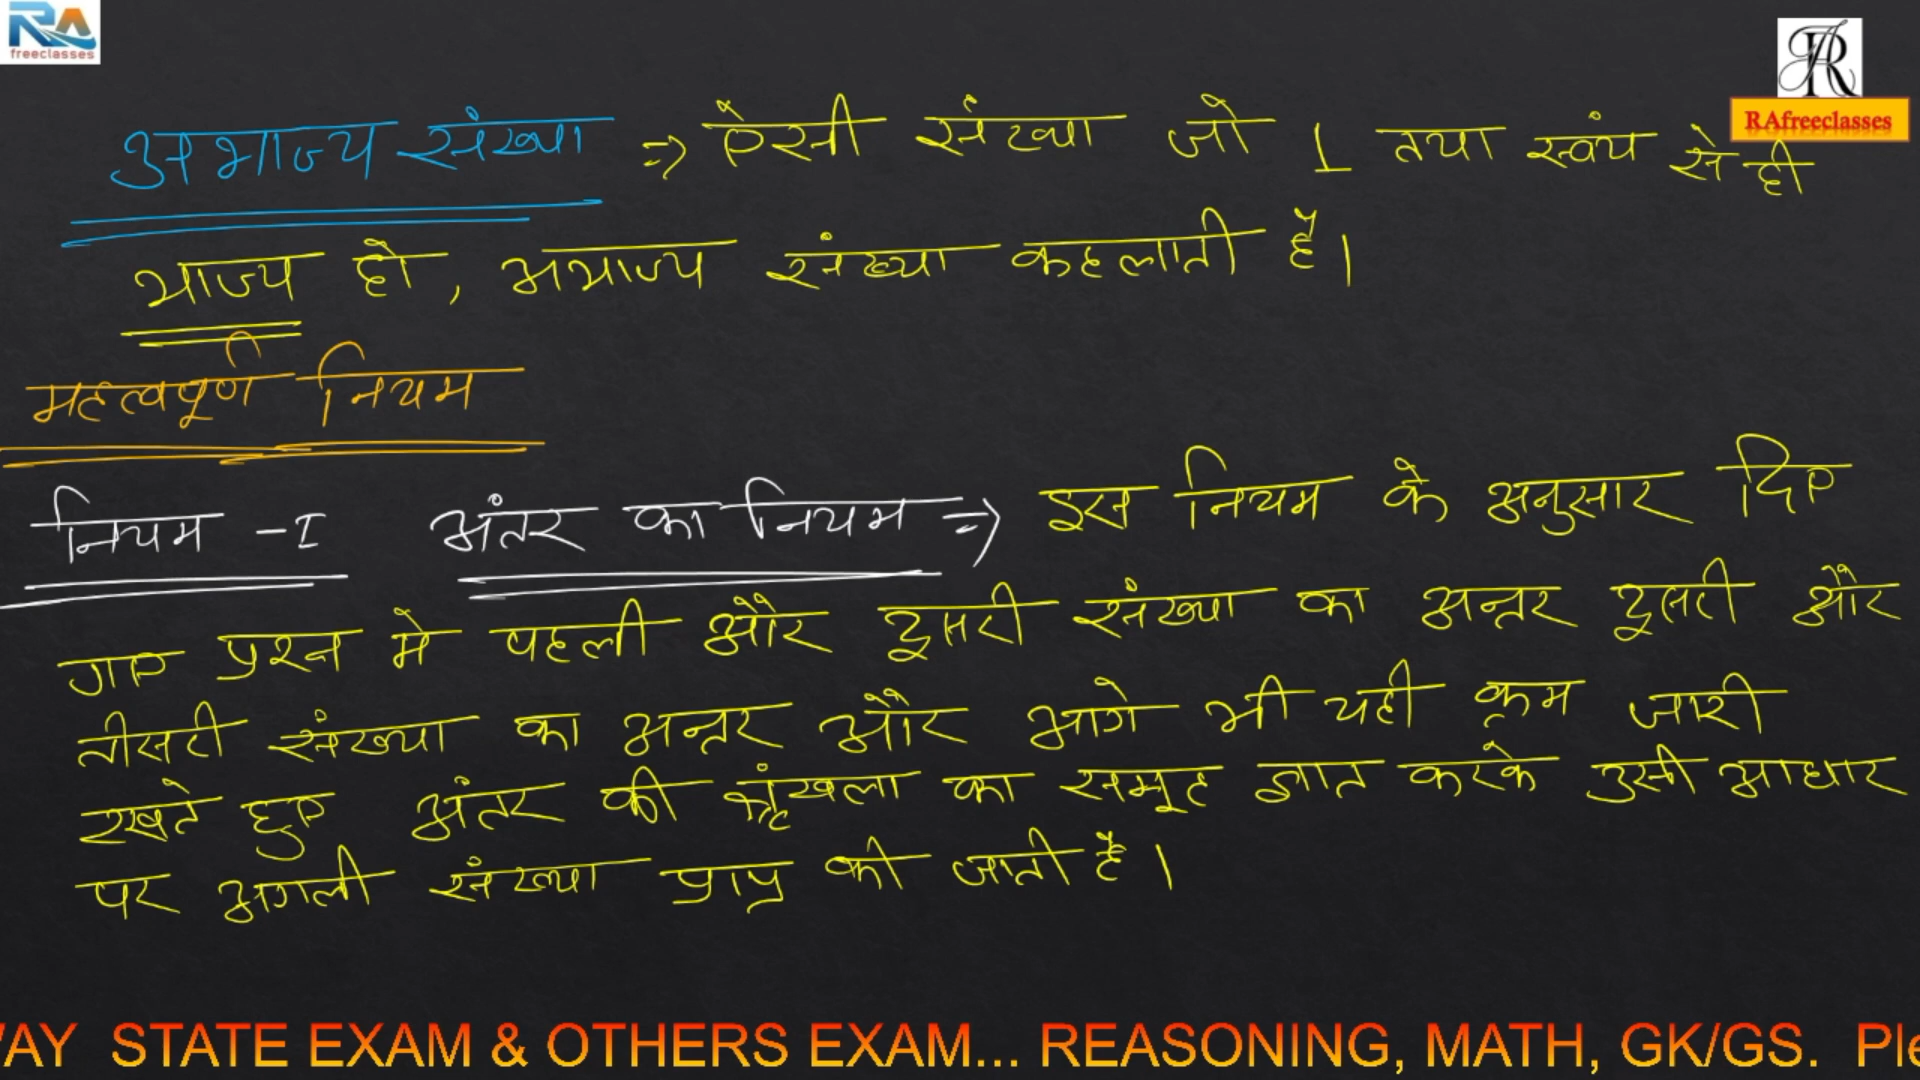 RA
freeclasses
RAfreeclasses
अभाज्य संख्या => ऐसी संख्या जो 1 तथा स्वंय से ही
भाज्य हो, अभाज्य संख्या कहलाती है।
महत्वपूर्ण नियम
नियम -I अंतर का नियम => इस नियम के अनुसार दिए
गए प्रश्न मे पहली और दुसरी संख्या का अन्तर दूसरी और
तीसरी संख्या का अन्तर और आगे भी यही क्रम जारी
रखते हुए अंतर की श्रृंखला का समूह ज्ञात करके उसी आधार
पर अगली संख्या प्राप्त की जाती है।
WAY STATE EXAM & OTHERS EXAM... REASONING, MATH, GK/GS. Ple